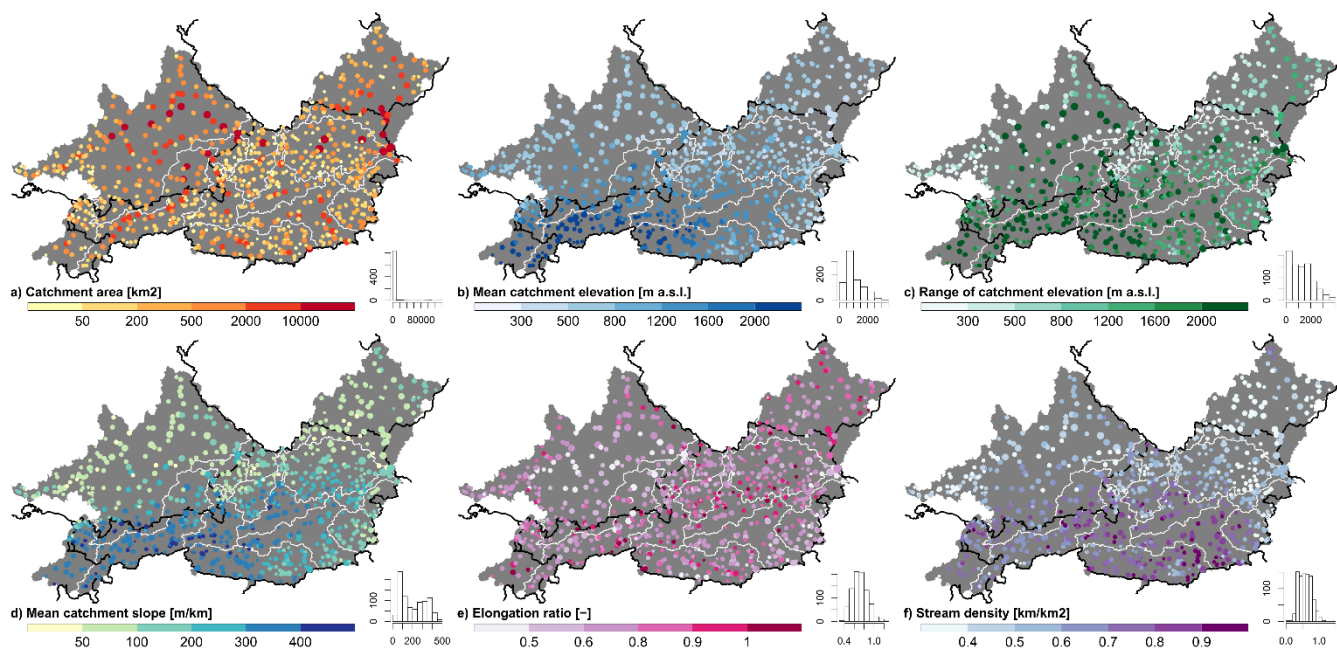 400
0
0 80000
a) Catchment area [km2]
50 200 500 2000 10000
200
0
0 2000
b) Mean catchment elevation [m a.s.l.]
300 500 800 1200 1600 2000
100
0
0 2000
c) Range of catchment elevation [m a.s.l.]
300 500 800 1200 1600 2000
100
0
0 200 500
d) Mean catchment slope [m/km]
50 100 200 300 400
100
0
0.4 1.0
e) Elongation ratio [−]
0.5 0.6 0.8 0.9 1
100
0
0.0 1.0
f) Stream density [km/km2]
0.4 0.5 0.6 0.7 0.8 0.9